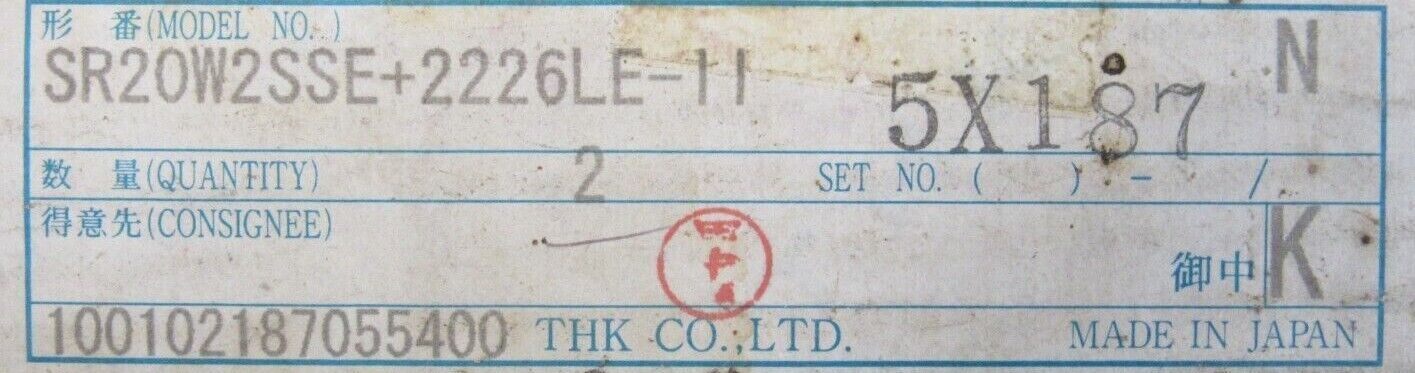 形 番(MODEL NO.) N
SR20W2SSE+2226LE-II 5X187
数 量(QUANTITY) 2 SET NO. ( ) - /
得意先(CONSIGNEE)
御中 K
100102187055400 THK CO.,LTD. MADE IN JAPAN